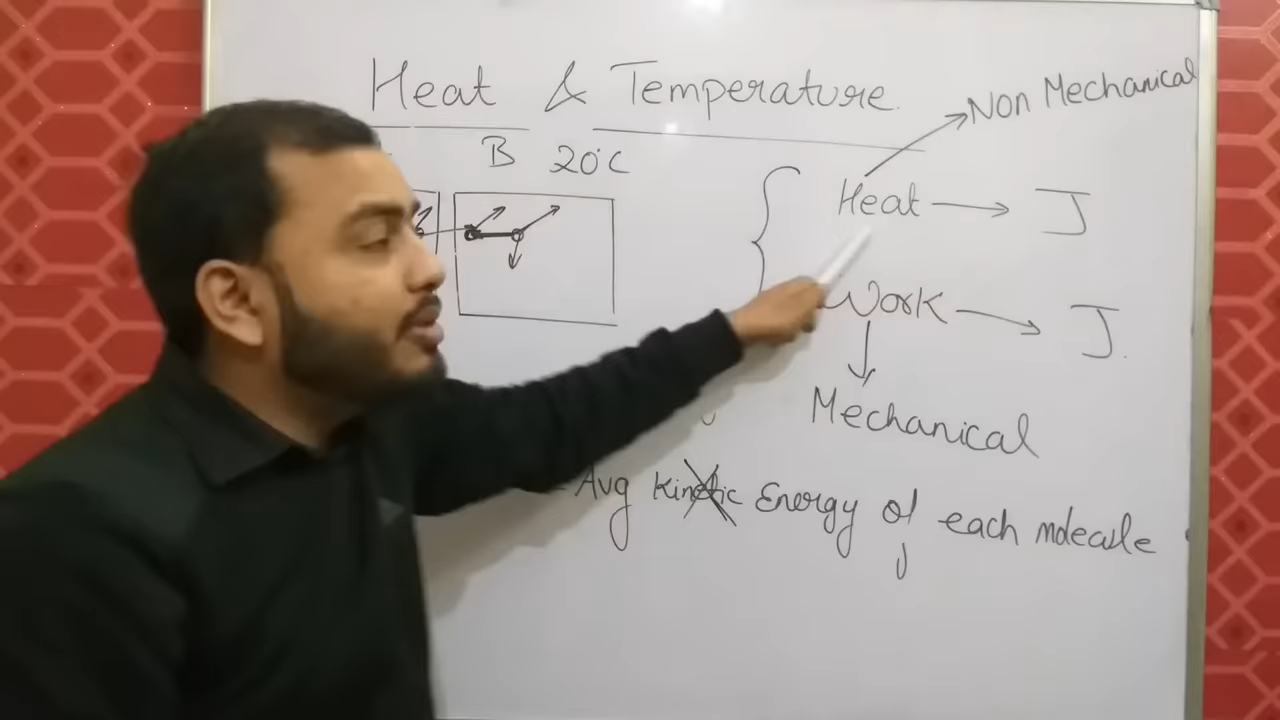 Heat & Temperature.
Non Mechanical
B 20°C
Heat → J
Work → J.
Mechanical
Avg Kinetic Energy of each molecule